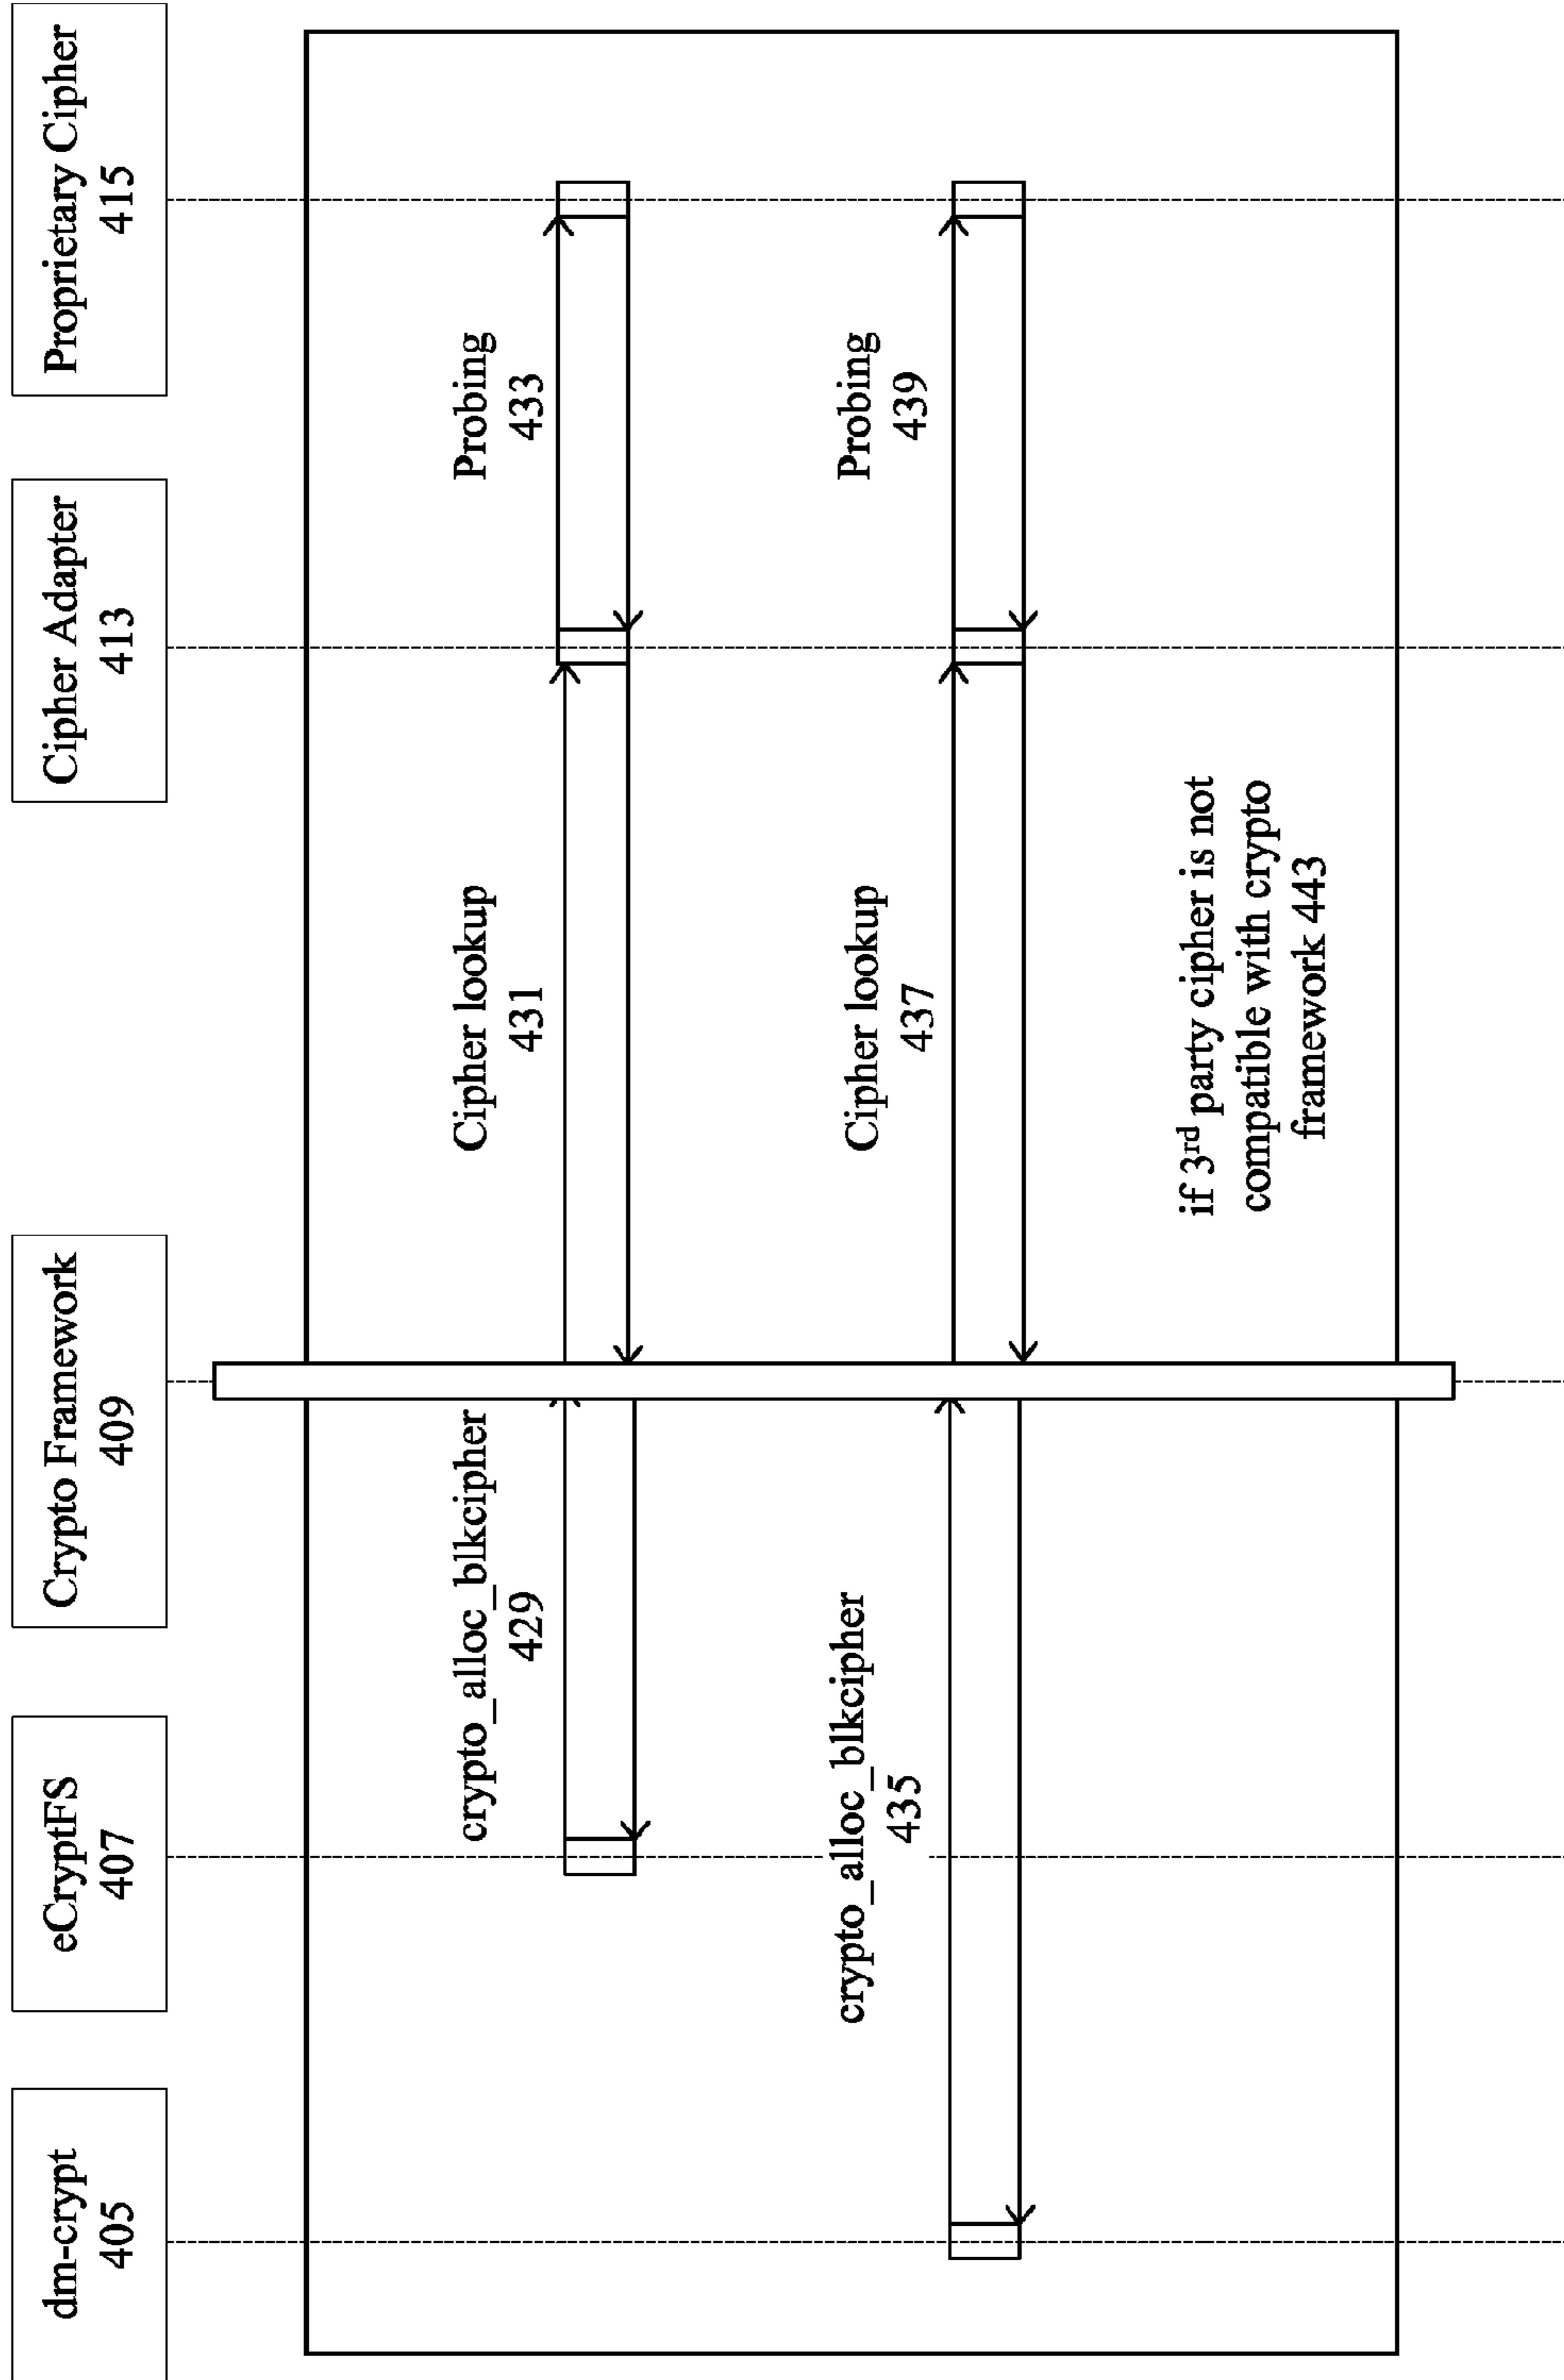 dm-crypt
405
eCryptFS
407
Crypto Framework
409
Cipher Adapter
413
Proprietary Cipher
415
crypto_alloc_blkcipher
429
Cipher lookup
431
Probing
433
crypto_alloc_blkcipher
435
Cipher lookup
437
Probing
439
if 3rd party cipher is not
compatible with crypto
framework 443